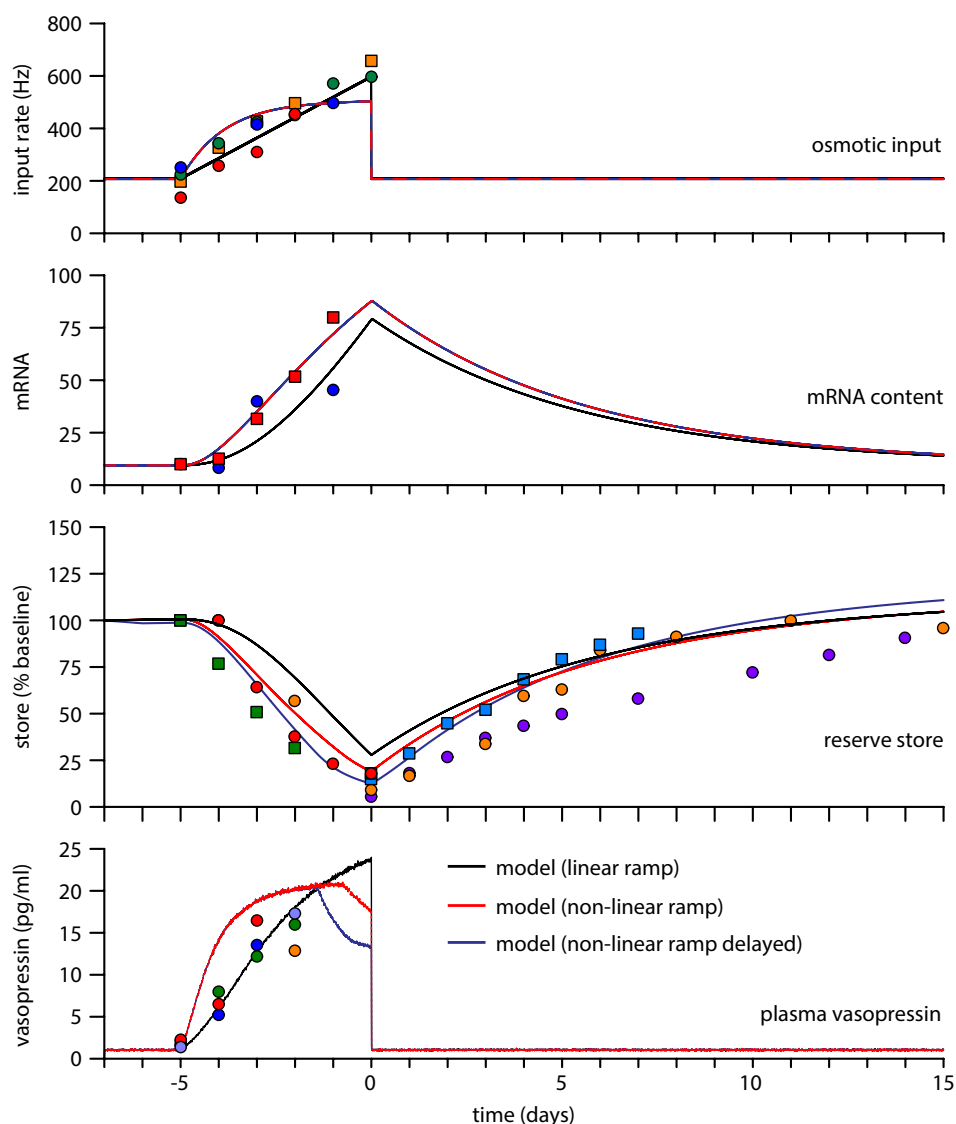 800
600
400
200
0
input rate (Hz)
osmotic input
100
75
50
25
0
mRNA
mRNA content
150
125
100
75
50
25
0
store (% baseline)
reserve store
25
20
15
10
5
0
vasopressin (pg/ml)
model (linear ramp)
model (non-linear ramp)
model (non-linear ramp delayed)
plasma vasopressin
-5 0 5 10 15
time (days)